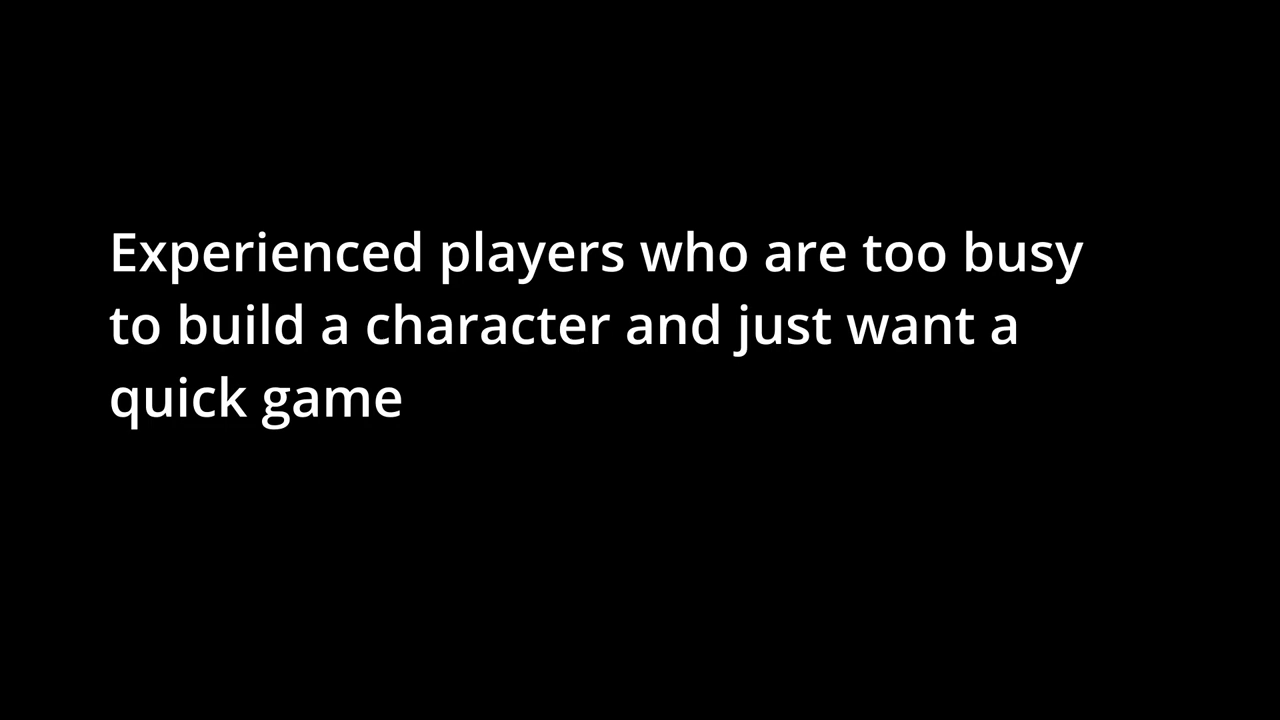 Experienced players who are too busy
to build a character and just want a
quick game